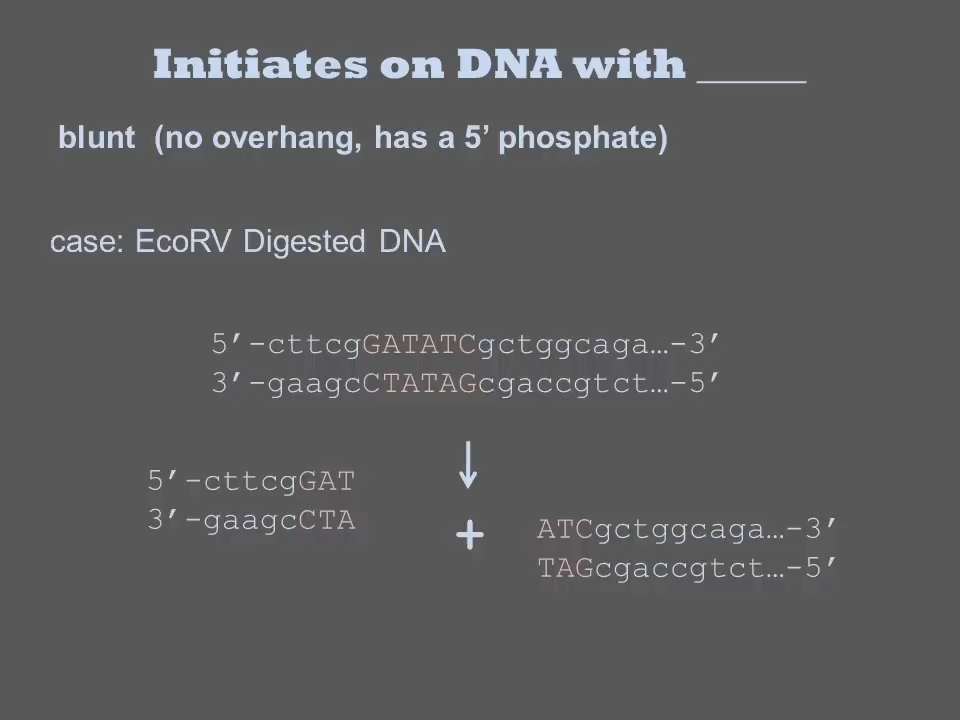 Initiates on DNA with _____
blunt  (no overhang, has a 5’ phosphate)
case: EcoRV Digested DNA
5’-cttcgGATATCgctggcaga…-3’
3’-gaagcCTATAGcgaccgtct…-5’
↓
5’-cttcgGAT
3’-gaagcCTA
+
ATCgctggcaga…-3’
TAGcgaccgtct…-5’